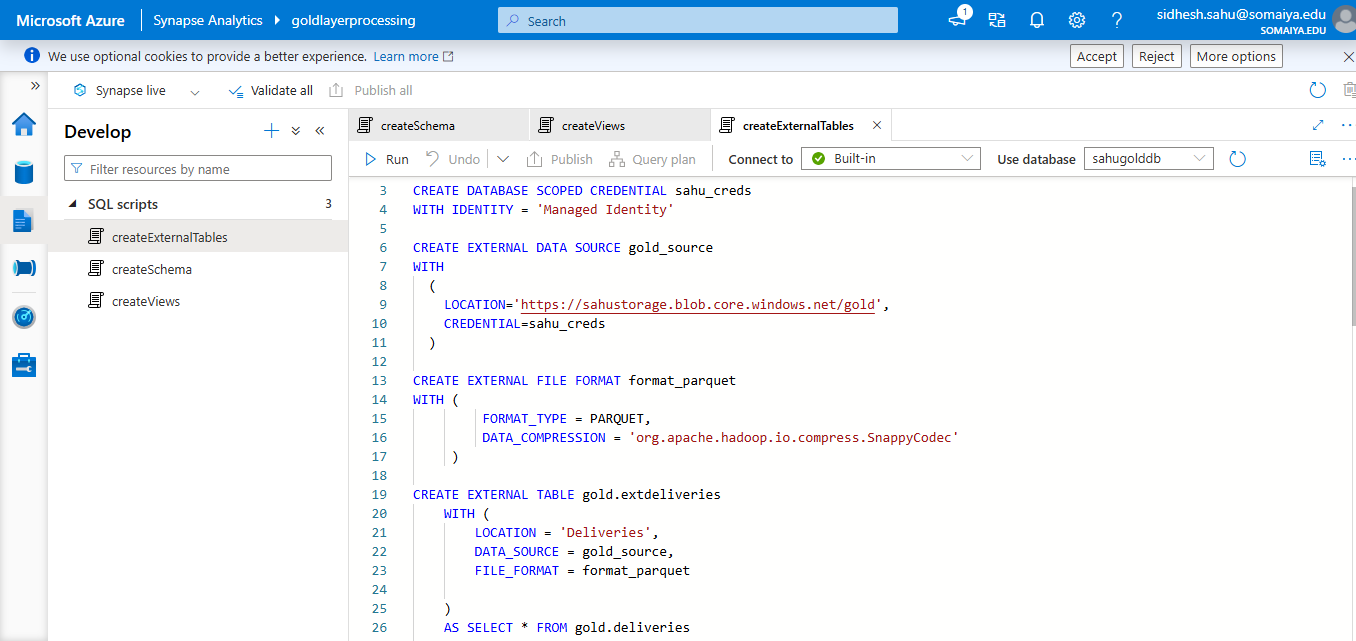 Microsoft Azure Synapse Analytics goldlayerprocessing Search 1 sidhesh.sahu@somaiya.edu
SOMAIYA.EDU
We use optional cookies to provide a better experience. Learn more Accept Reject More options
Synapse live Validate all Publish all
Develop
Filter resources by name
SQL scripts 3
createExternalTables
createSchema
createViews
createSchema createViews createExternalTables
Run Undo Publish Query plan Connect to Built-in Use database sahugolddb
3 CREATE DATABASE SCOPED CREDENTIAL sahu_creds
4 WITH IDENTITY = 'Managed Identity'
5
6 CREATE EXTERNAL DATA SOURCE gold_source
7 WITH
8 (
9 LOCATION='https://sahustorage.blob.core.windows.net/gold',
10 CREDENTIAL=sahu_creds
11 )
12
13 CREATE EXTERNAL FILE FORMAT format_parquet
14 WITH (
15 FORMAT_TYPE = PARQUET,
16 DATA_COMPRESSION = 'org.apache.hadoop.io.compress.SnappyCodec'
17 )
18
19 CREATE EXTERNAL TABLE gold.extdeliveries
20 WITH (
21 LOCATION = 'Deliveries',
22 DATA_SOURCE = gold_source,
23 FILE_FORMAT = format_parquet
24
25 )
26 AS SELECT * FROM gold.deliveries